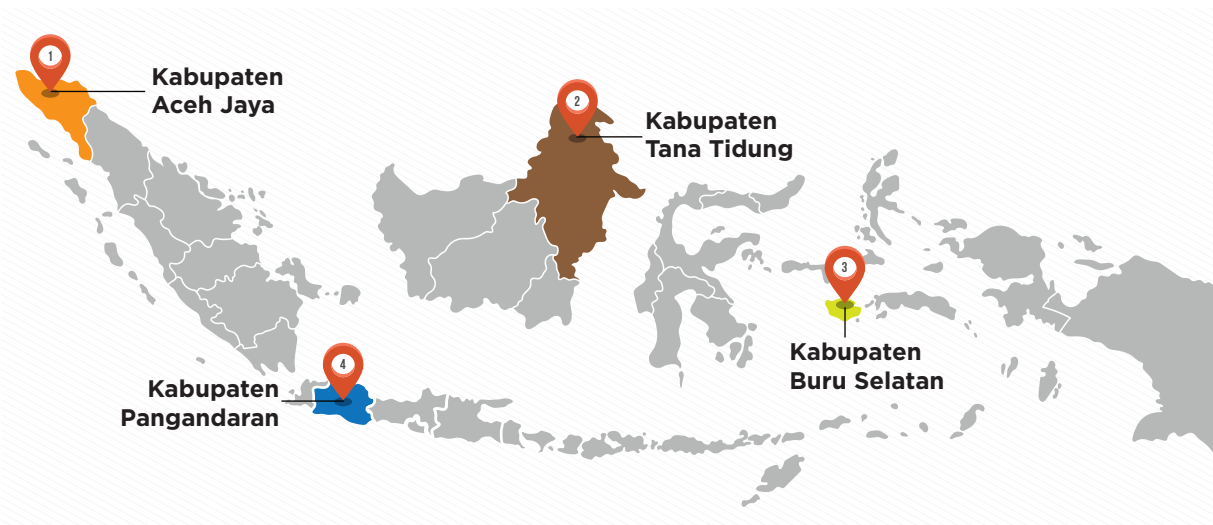 1
Kabupaten
Aceh Jaya
2
Kabupaten
Tana Tidung
3
Kabupaten
Buru Selatan
4
Kabupaten
Pangandaran